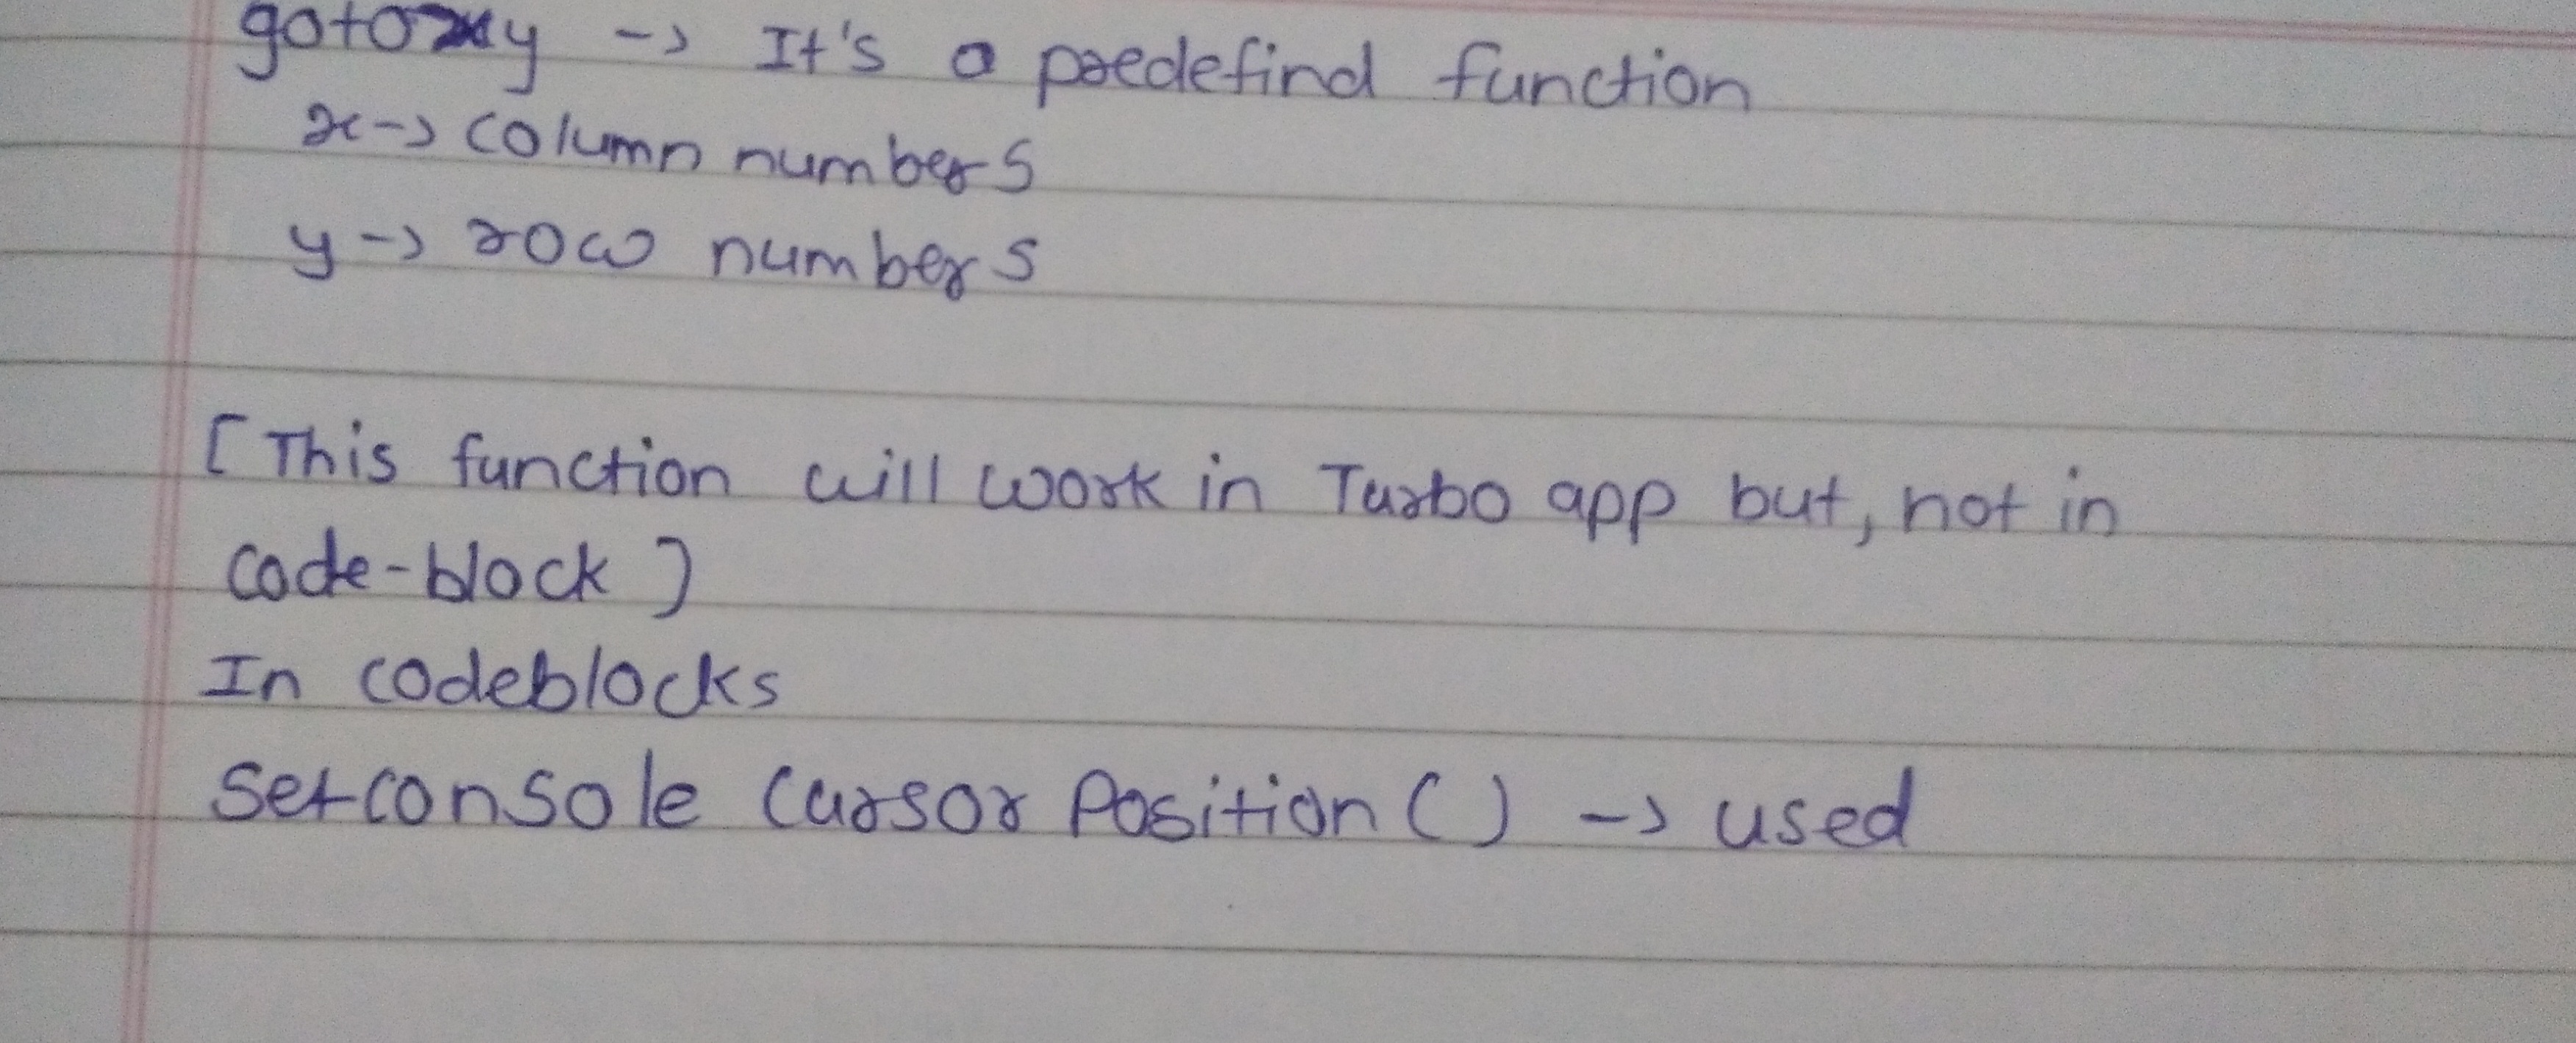 gotoxy -> It's a predefind function
x -> column numbers
y -> row numbers
[This function will work in Turbo app but, not in
code-block]
In codeblocks
Setconsole Cursor Position() -> used